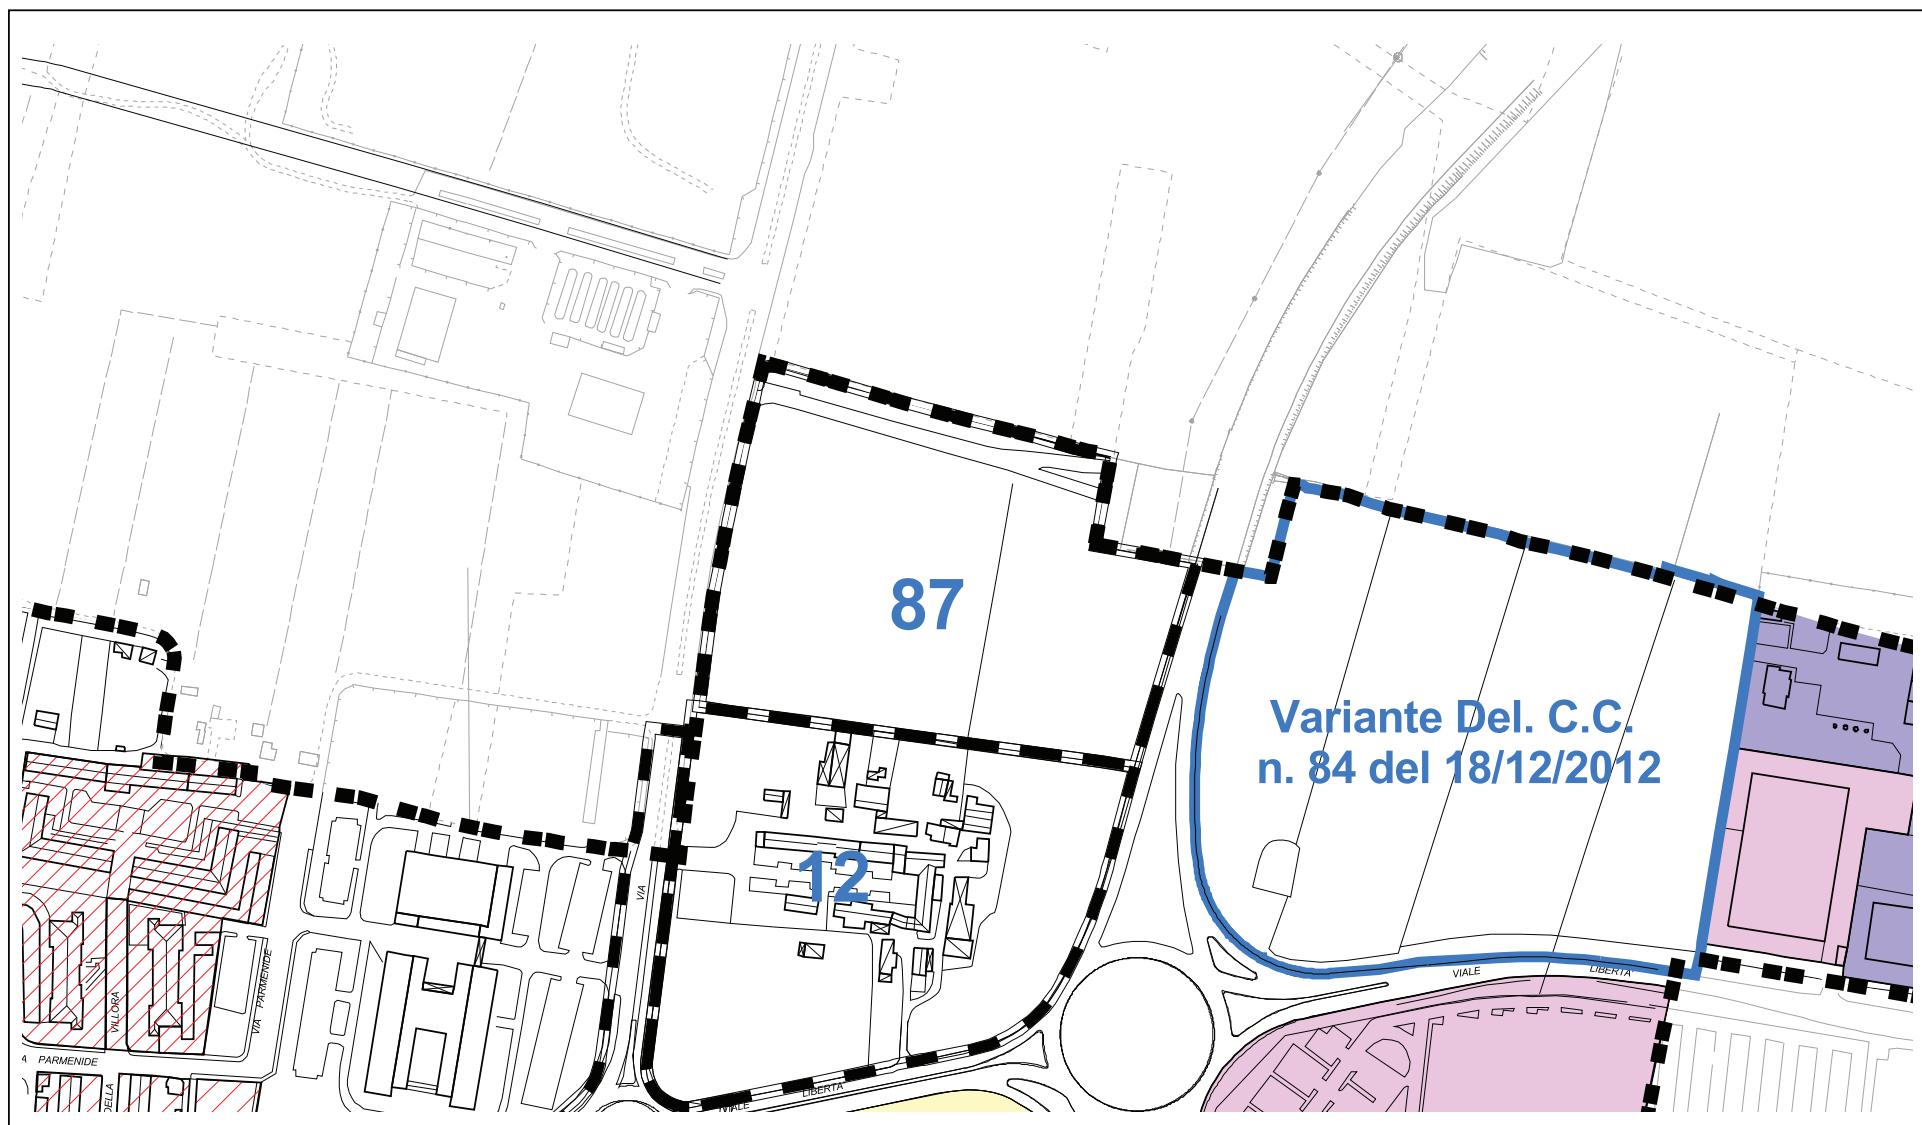 87
Variante Del. C.C.
n. 84 del 18/12/2012
12
VIA
VIALE
LIBERTA'
VILLORA
VIA PARMENIDE
PARMENIDE
DELLA
VIALE
LIBERTA